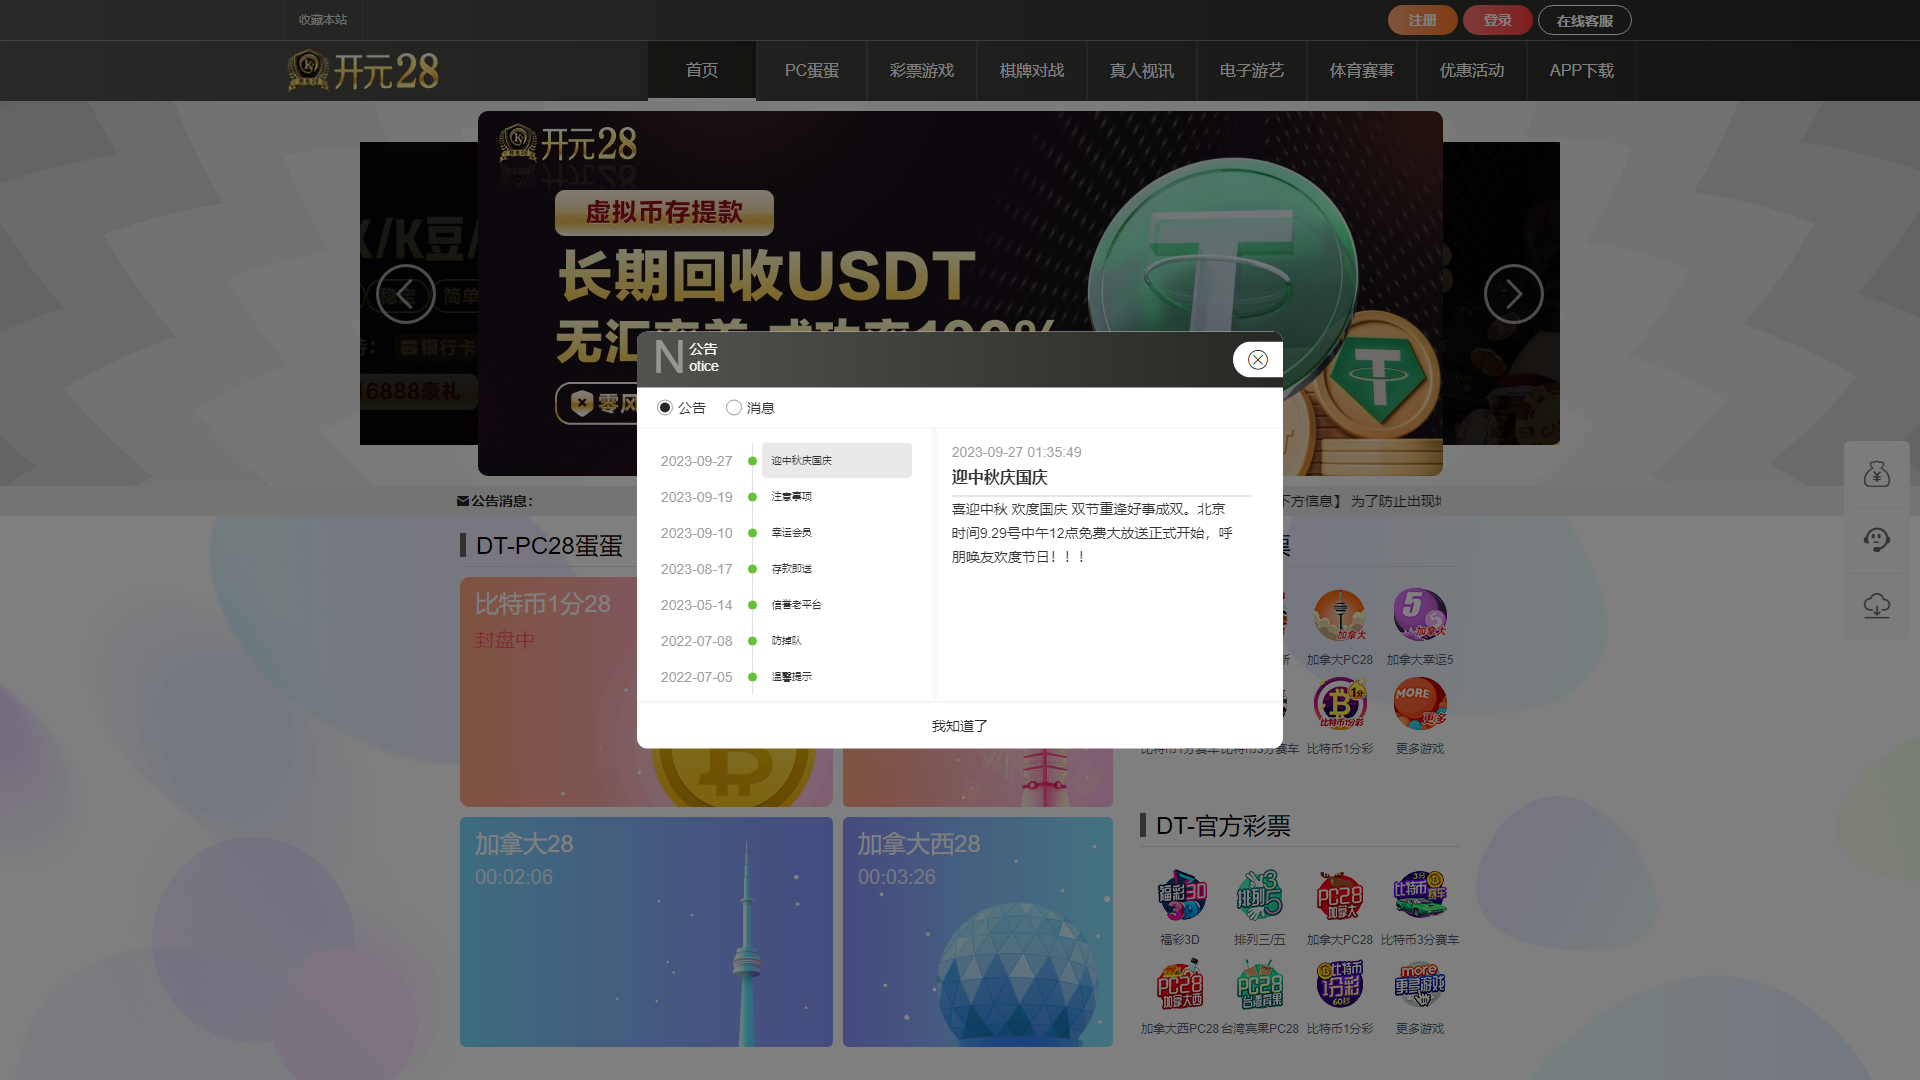 收藏本站
注册
登录
在线客服
开元28
首页
PC蛋蛋
彩票游戏
棋牌对战
真人视讯
电子游艺
体育赛事
优惠活动
APP下载
开元28
虚拟币存提款
长期回收USDT
K/K豆/
简单
银行卡
16888豪礼
零风
N
公告
otice
公告
消息
2023-09-27
迎中秋庆国庆
2023-09-19
注意事项
2023-09-10
幸运会员
2023-08-17
存款即送
2023-05-14
信誉老平台
2022-07-08
防掉队
2022-07-05
温馨提示
2023-09-27 01:35:49
迎中秋庆国庆
喜迎中秋 欢度国庆 双节重逢好事成双。北京
时间9.29号中午12点免费大放送正式开始，呼
朋唤友欢度节日！！！
我知道了
公告消息：
下方信息】 为了防止出现
DT-PC28蛋蛋
比特币1分28
封盘中
加拿大28
00:02:06
加拿大西28
00:03:26
票
加拿大PC28
加拿大幸运5
比特币1分赛车
比特币3分赛车
比特币1分彩
更多游戏
DT-官方彩票
福彩3D
排列三/五
加拿大PC28
比特币3分赛车
加拿大西PC28
台湾宾果PC28
比特币1分彩
更多游戏